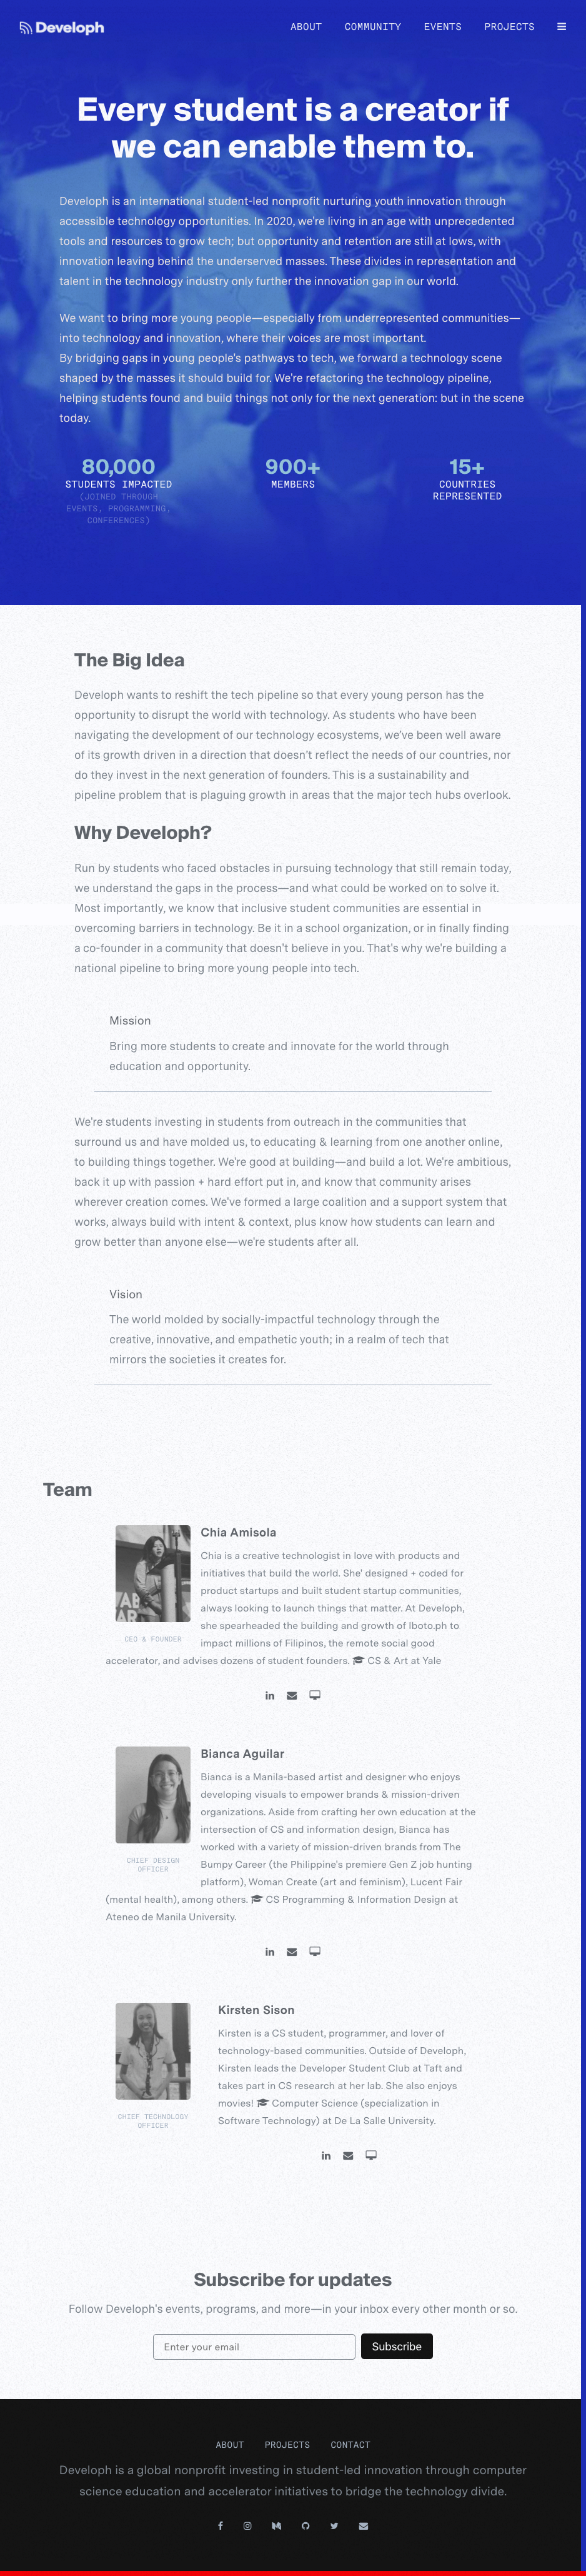 Developh
ABOUT COMMUNITY EVENTS PROJECTS
Every student is a creator if
we can enable them to.
Developh is an international student-led nonprofit nurturing youth innovation through
accessible technology opportunities. In 2020, we're living in an age with unprecedented
tools and resources to grow tech; but opportunity and retention are still at lows, with
innovation leaving behind the underserved masses. These divides in representation and
talent in the technology industry only further the innovation gap in our world.
We want to bring more young people—especially from underrepresented communities—
into technology and innovation, where their voices are most important.
By bridging gaps in young people's pathways to tech, we forward a technology scene
shaped by the masses it should build for. We're refactoring the technology pipeline,
helping students found and build things not only for the next generation: but in the scene
today.
80,000
STUDENTS IMPACTED
(JOINED THROUGH
EVENTS, PROGRAMMING,
CONFERENCES)
900+
MEMBERS
15+
COUNTRIES
REPRESENTED
The Big Idea
Developh wants to reshift the tech pipeline so that every young person has the
opportunity to disrupt the world with technology. As students who have been
navigating the development of our technology ecosystems, we've been well aware
of its growth driven in a direction that doesn't reflect the needs of our countries, nor
do they invest in the next generation of founders. This is a sustainability and
pipeline problem that is plaguing growth in areas that the major tech hubs overlook.
Why Developh?
Run by students who faced obstacles in pursuing technology that still remain today,
we understand the gaps in the process—and what could be worked on to solve it.
Most importantly, we know that inclusive student communities are essential in
overcoming barriers in technology. Be it in a school organization, or in finally finding
a co-founder in a community that doesn't believe in you. That's why we're building a
national pipeline to bring more young people into tech.
Mission
Bring more students to create and innovate for the world through
education and opportunity.
We're students investing in students from outreach in the communities that
surround us and have molded us, to educating & learning from one another online,
to building things together. We're good at building—and build a lot. We're ambitious,
back it up with passion + hard effort put in, and know that community arises
wherever creation comes. We've formed a large coalition and a support system that
works, always build with intent & context, plus know how students can learn and
grow better than anyone else—we're students after all.
Vision
The world molded by socially-impactful technology through the
creative, innovative, and empathetic youth; in a realm of tech that
mirrors the societies it creates for.
Team
CEO & FOUNDER
Chia Amisola
Chia is a creative technologist in love with products and
initiatives that build the world. She' designed + coded for
product startups and built student startup communities,
always looking to launch things that matter. At Developh,
she spearheaded the building and growth of Iboto.ph to
impact millions of Filipinos, the remote social good
accelerator, and advises dozens of student founders. 🎓 CS & Art at Yale
CHIEF DESIGN
OFFICER
Bianca Aguilar
Bianca is a Manila-based artist and designer who enjoys
developing visuals to empower brands & mission-driven
organizations. Aside from crafting her own education at the
intersection of CS and information design, Bianca has
worked with a variety of mission-driven brands from The
Bumpy Career (the Philippine's premiere Gen Z job hunting
platform), Woman Create (art and feminism), Lucent Fair
(mental health), among others. 🎓 CS Programming & Information Design at
Ateneo de Manila University.
CHIEF TECHNOLOGY
OFFICER
Kirsten Sison
Kirsten is a CS student, programmer, and lover of
technology-based communities. Outside of Developh,
Kirsten leads the Developer Student Club at Taft and
takes part in CS research at her lab. She also enjoys
movies! 🎓 Computer Science (specialization in
Software Technology) at De La Salle University.
Subscribe for updates
Follow Developh's events, programs, and more—in your inbox every other month or so.
Enter your email Subscribe
ABOUT PROJECTS CONTACT
Developh is a global nonprofit investing in student-led innovation through computer
science education and accelerator initiatives to bridge the technology divide.